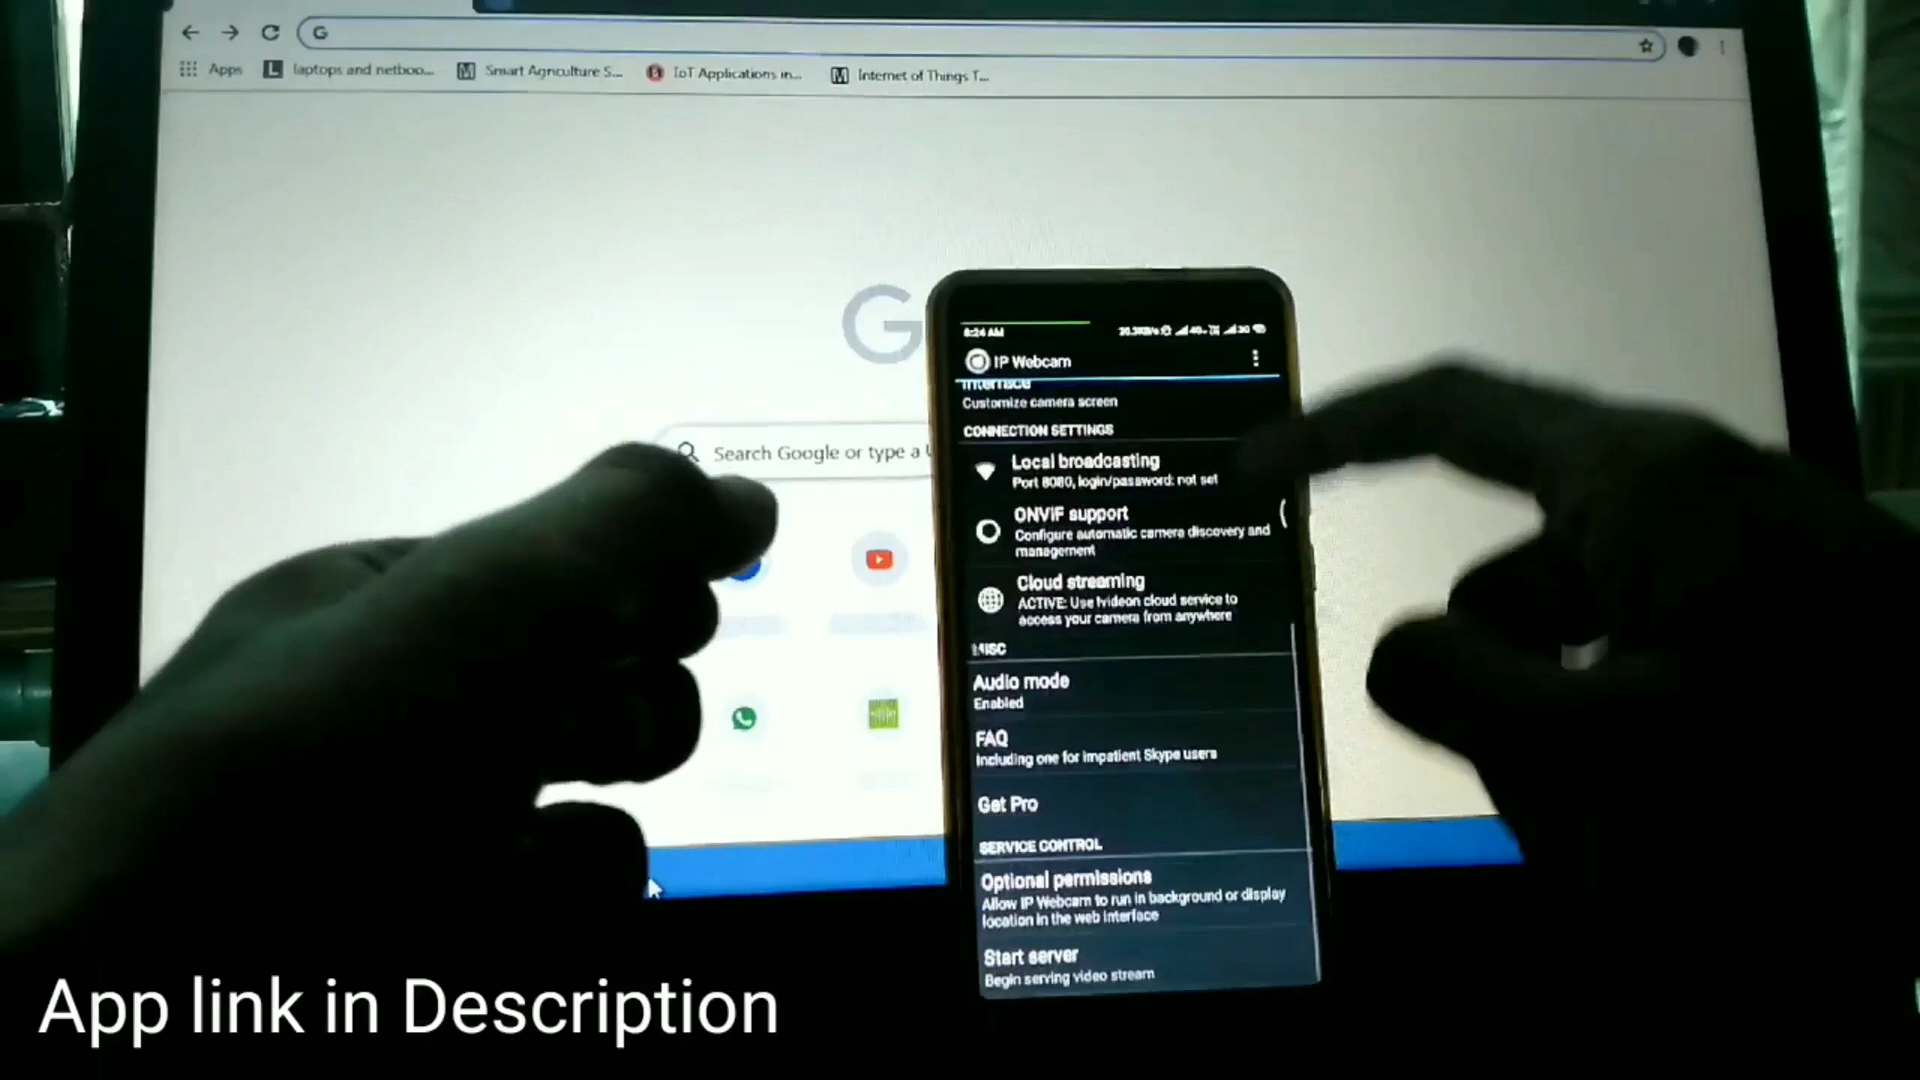 G
Apps
laptops and netboo...
Smart Agriculture S...
IoT Applications in...
Internet of Things T...
G
Search Google or type a
8:24 AM
IP Webcam
Interface
Customize camera screen
CONNECTION SETTINGS
Local broadcasting
Port 8080, login/password: not set
ONVIF support
Configure automatic camera discovery and
management
Cloud streaming
ACTIVE: Use Ivideon cloud service to
access your camera from anywhere
MISC
Audio mode
Enabled
FAQ
Including one for impatient Skype users
Get Pro
SERVICE CONTROL
Optional permissions
Allow IP Webcam to run in background or display
location in the web interface
Start server
Begin serving video stream
App link in Description